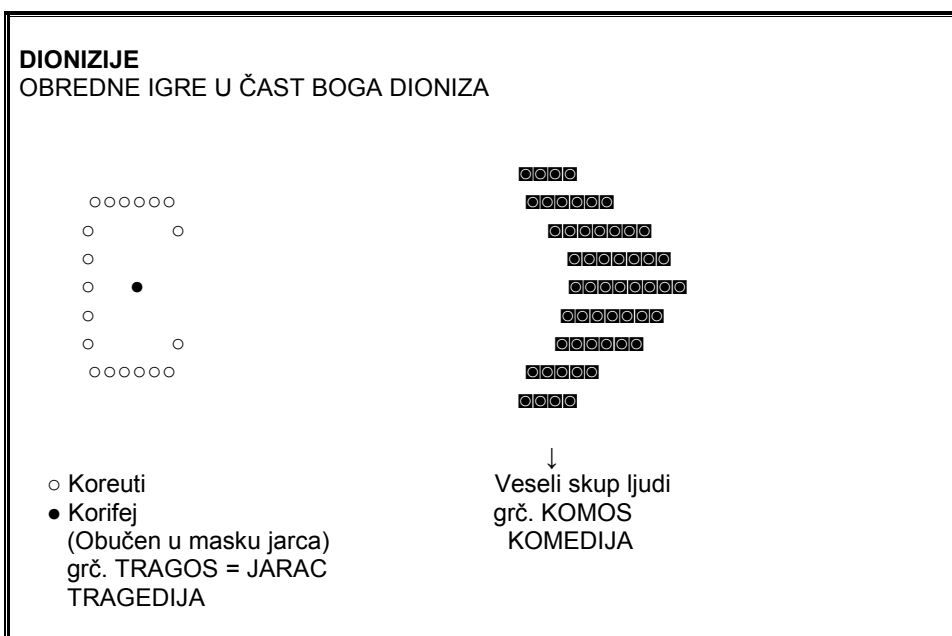 DIONIZIJE
OBREDNE IGRE U ČAST BOGA DIONIZA
○ Koreuti
● Korifej
(Obučen u masku jarca)
grč. TRAGOS = JARAC
TRAGEDIJA
↓
Veseli skup ljudi
grč. KOMOS
KOMEDIJA